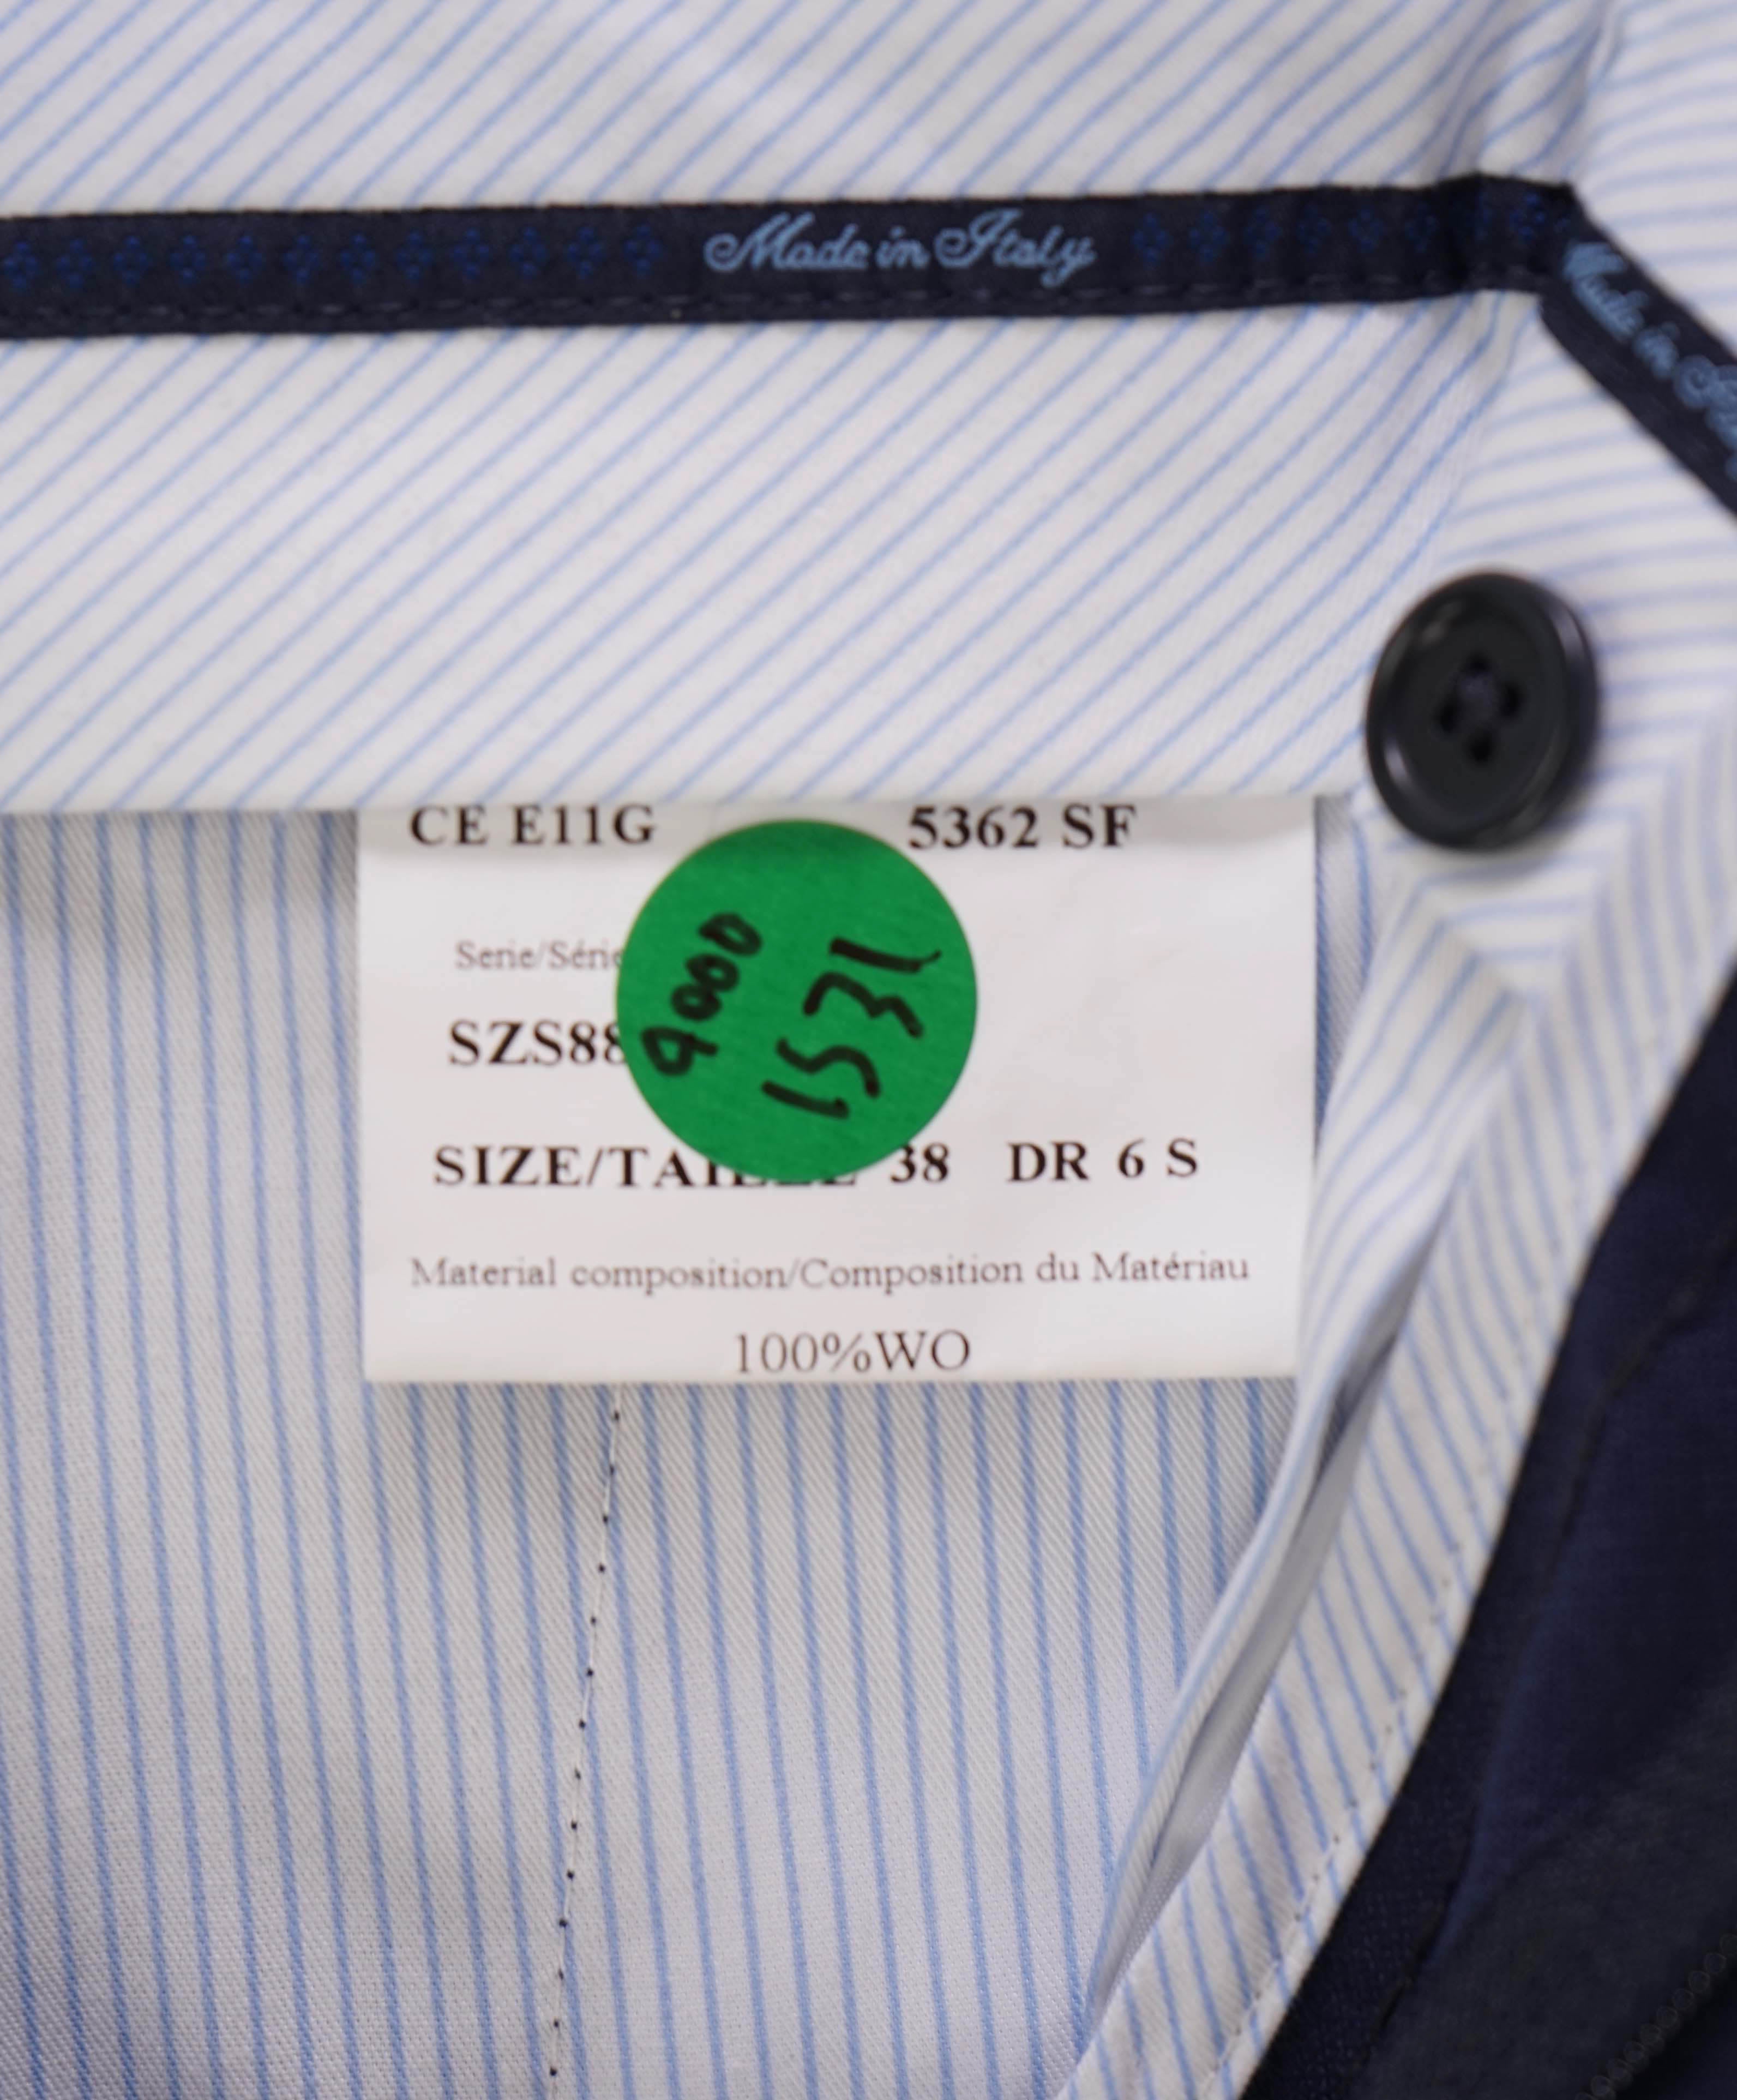 Made in Italy
Made in
CE E11G 5362 SF
Serie/Série
SZS88
9000
1531
SIZE/TAILLE 38 DR 6 S
Material composition/Composition du Matériau
100%WO